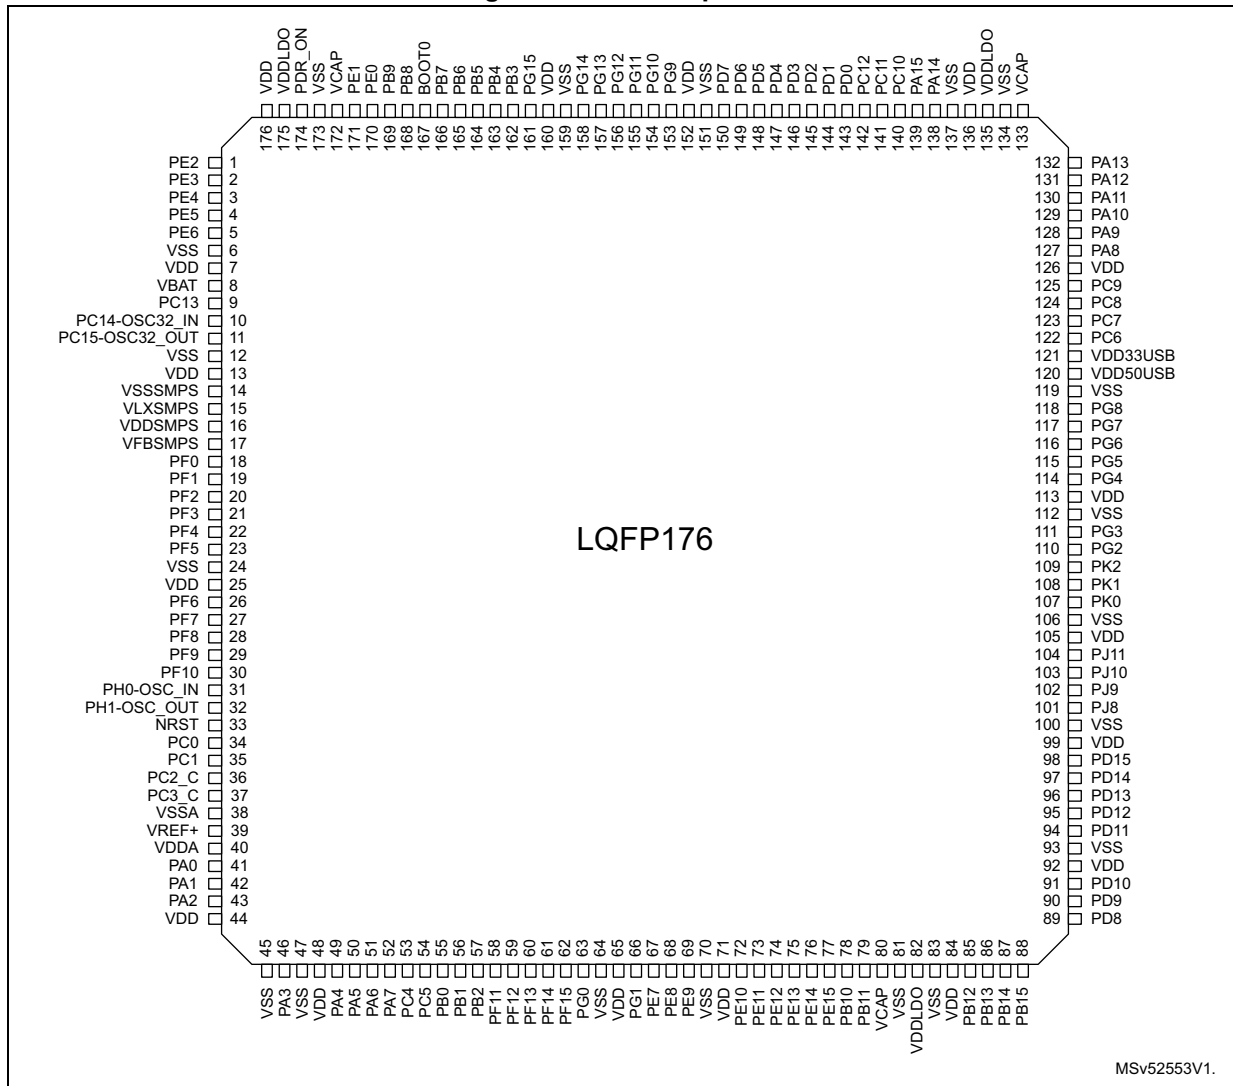 176 VDD
175 VDDLDO
174 PDR_ON
173 VSS
172 VCAP
171 PE1
170 PE0
169 PB9
168 PB8
167 BOOT0
166 PB7
165 PB6
164 PB5
163 PB4
162 PB3
161 PG15
160 VDD
159 VSS
158 PG14
157 PG13
156 PG12
155 PG11
154 PG10
153 PG9
152 VDD
151 VSS
150 PD7
149 PD6
148 PD5
147 PD4
146 PD3
145 PD2
144 PD1
143 PD0
142 PC12
141 PC11
140 PC10
139 PA15
138 PA14
137 VSS
136 VDD
135 VDDLDO
134 VSS
133 VCAP
PE2 1
PE3 2
PE4 3
PE5 4
PE6 5
VSS 6
VDD 7
VBAT 8
PC13 9
PC14-OSC32_IN 10
PC15-OSC32_OUT 11
VSS 12
VDD 13
VSSSMPS 14
VLXSMPS 15
VDDSMPS 16
VFBSMPS 17
PF0 18
PF1 19
PF2 20
PF3 21
PF4 22
PF5 23
VSS 24
VDD 25
PF6 26
PF7 27
PF8 28
PF9 29
PF10 30
PH0-OSC_IN 31
PH1-OSC_OUT 32
NRST 33
PC0 34
PC1 35
PC2_C 36
PC3_C 37
VSSA 38
VREF+ 39
VDDA 40
PA0 41
PA1 42
PA2 43
VDD 44
LQFP176
132 PA13
131 PA12
130 PA11
129 PA10
128 PA9
127 PA8
126 VDD
125 PC9
124 PC8
123 PC7
122 PC6
121 VDD33USB
120 VDD50USB
119 VSS
118 PG8
117 PG7
116 PG6
115 PG5
114 PG4
113 VDD
112 VSS
111 PG3
110 PG2
109 PK2
108 PK1
107 PK0
106 VSS
105 VDD
104 PJ11
103 PJ10
102 PJ9
101 PJ8
100 VSS
99 VDD
98 PD15
97 PD14
96 PD13
95 PD12
94 PD11
93 VSS
92 VDD
91 PD10
90 PD9
89 PD8
VSS 45
PA3 46
VSS 47
VDD 48
PA4 49
PA5 50
PA6 51
PA7 52
PC4 53
PC5 54
PB0 55
PB1 56
PB2 57
PF11 58
PF12 59
PF13 60
PF14 61
PF15 62
PG0 63
VSS 64
VDD 65
PG1 66
PE7 67
PE8 68
PE9 69
VSS 70
VDD 71
PE10 72
PE11 73
PE12 74
PE13 75
PE14 76
PE15 77
PB10 78
PB11 79
VCAP 80
VSS 81
VDDLDO 82
VSS 83
VDD 84
PB12 85
PB13 86
PB14 87
PB15 88
MSv52553V1.